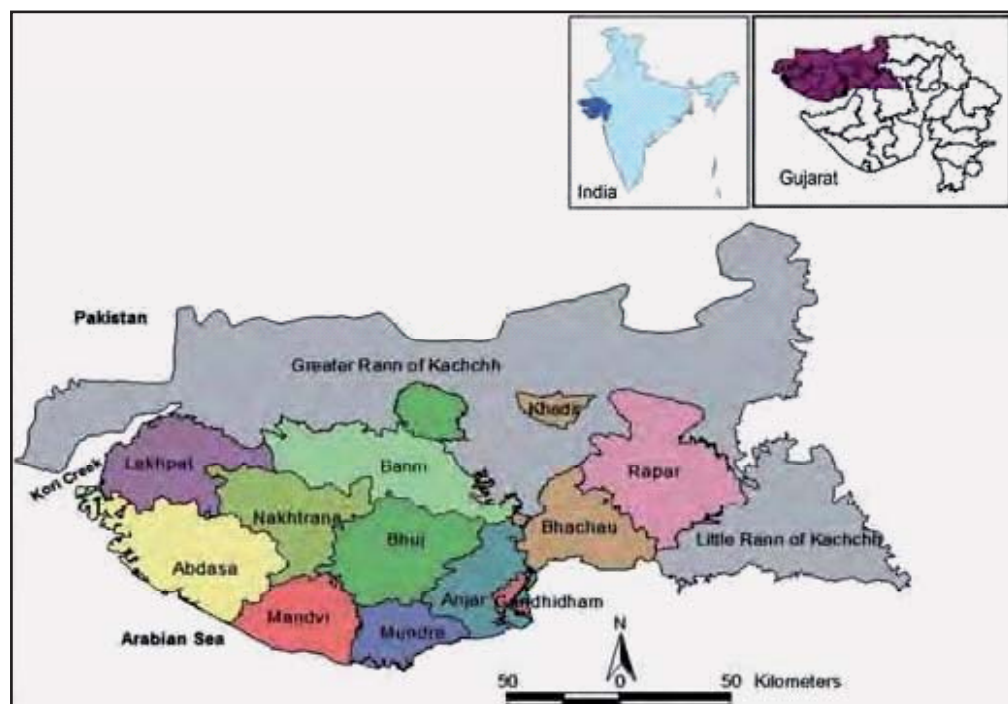 India
Gujarat
Pakistan
Greater Rann of Kachchh
Khadir
Lakhpat
Banni
Rapar
Kori Creek
Nakhtrana
Bhuj
Bhachau
Little Rann of Kachchh
Abdasa
Anjar
Gandhidham
Mandvi
Mundra
Arabian Sea
N
50 0 50 Kilometers